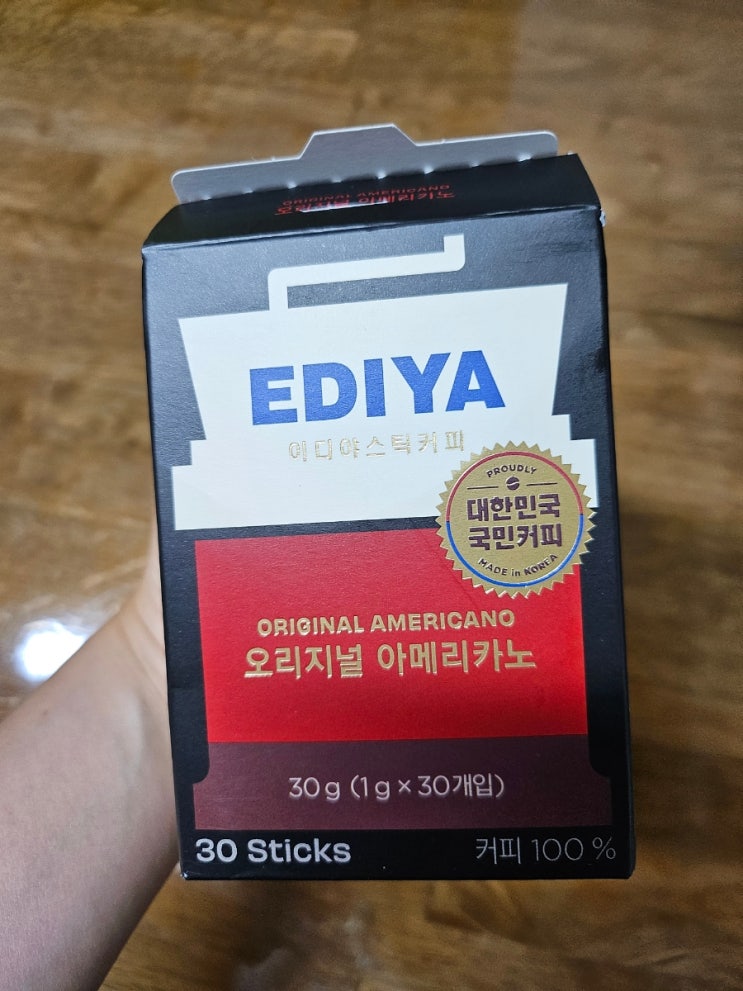 ORIGINAL AMERICANO
오리지널 아메리카노
EDIYA
이디야스틱커피
PROUDLY
대한민국
국민커피
MADE in KOREA
ORIGINAL AMERICANO
오리지널 아메리카노
30g (1g × 30개입)
30 Sticks
커피 100 %